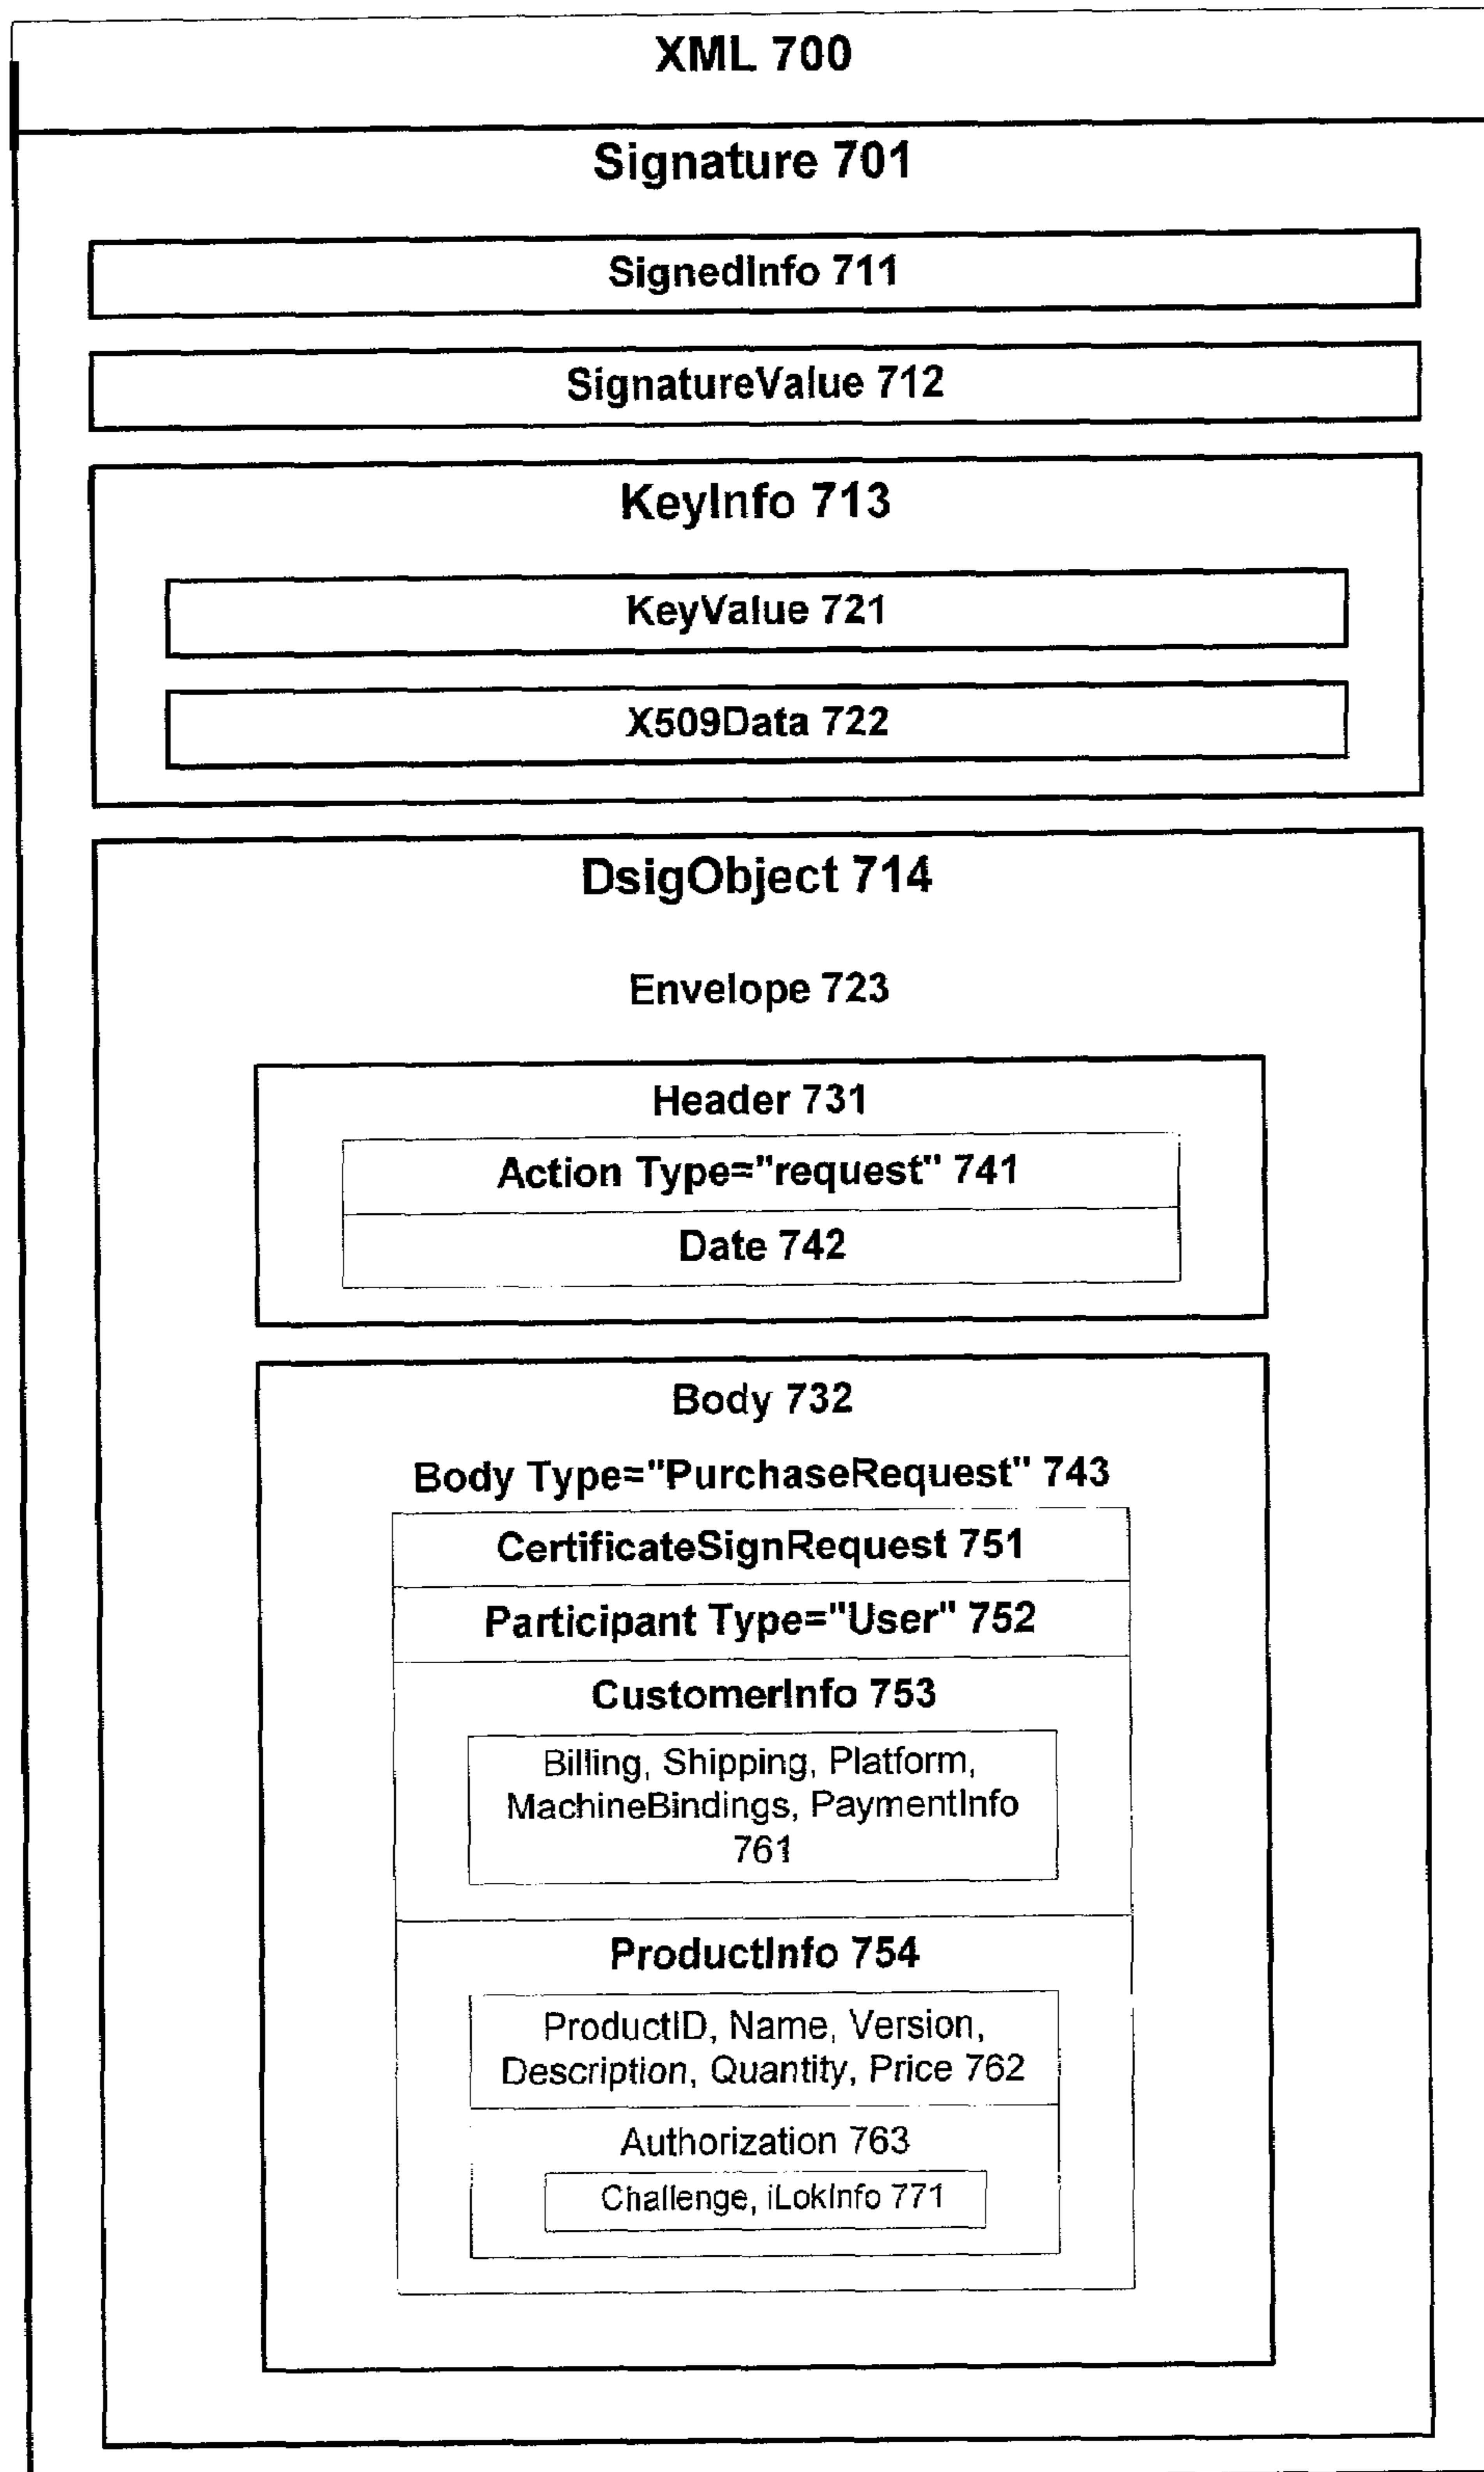 XML 700
Signature 701
SignedInfo 711
SignatureValue 712
KeyInfo 713
KeyValue 721
X509Data 722
DsigObject 714
Envelope 723
Header 731
Action Type="request" 741
Date 742
Body 732
Body Type="PurchaseRequest" 743
CertificateSignRequest 751
Participant Type="User" 752
CustomerInfo 753
Billing, Shipping, Platform,
MachineBindings, PaymentInfo
761
ProductInfo 754
ProductID, Name, Version,
Description, Quantity, Price 762
Authorization 763
Challenge, iLokInfo 771